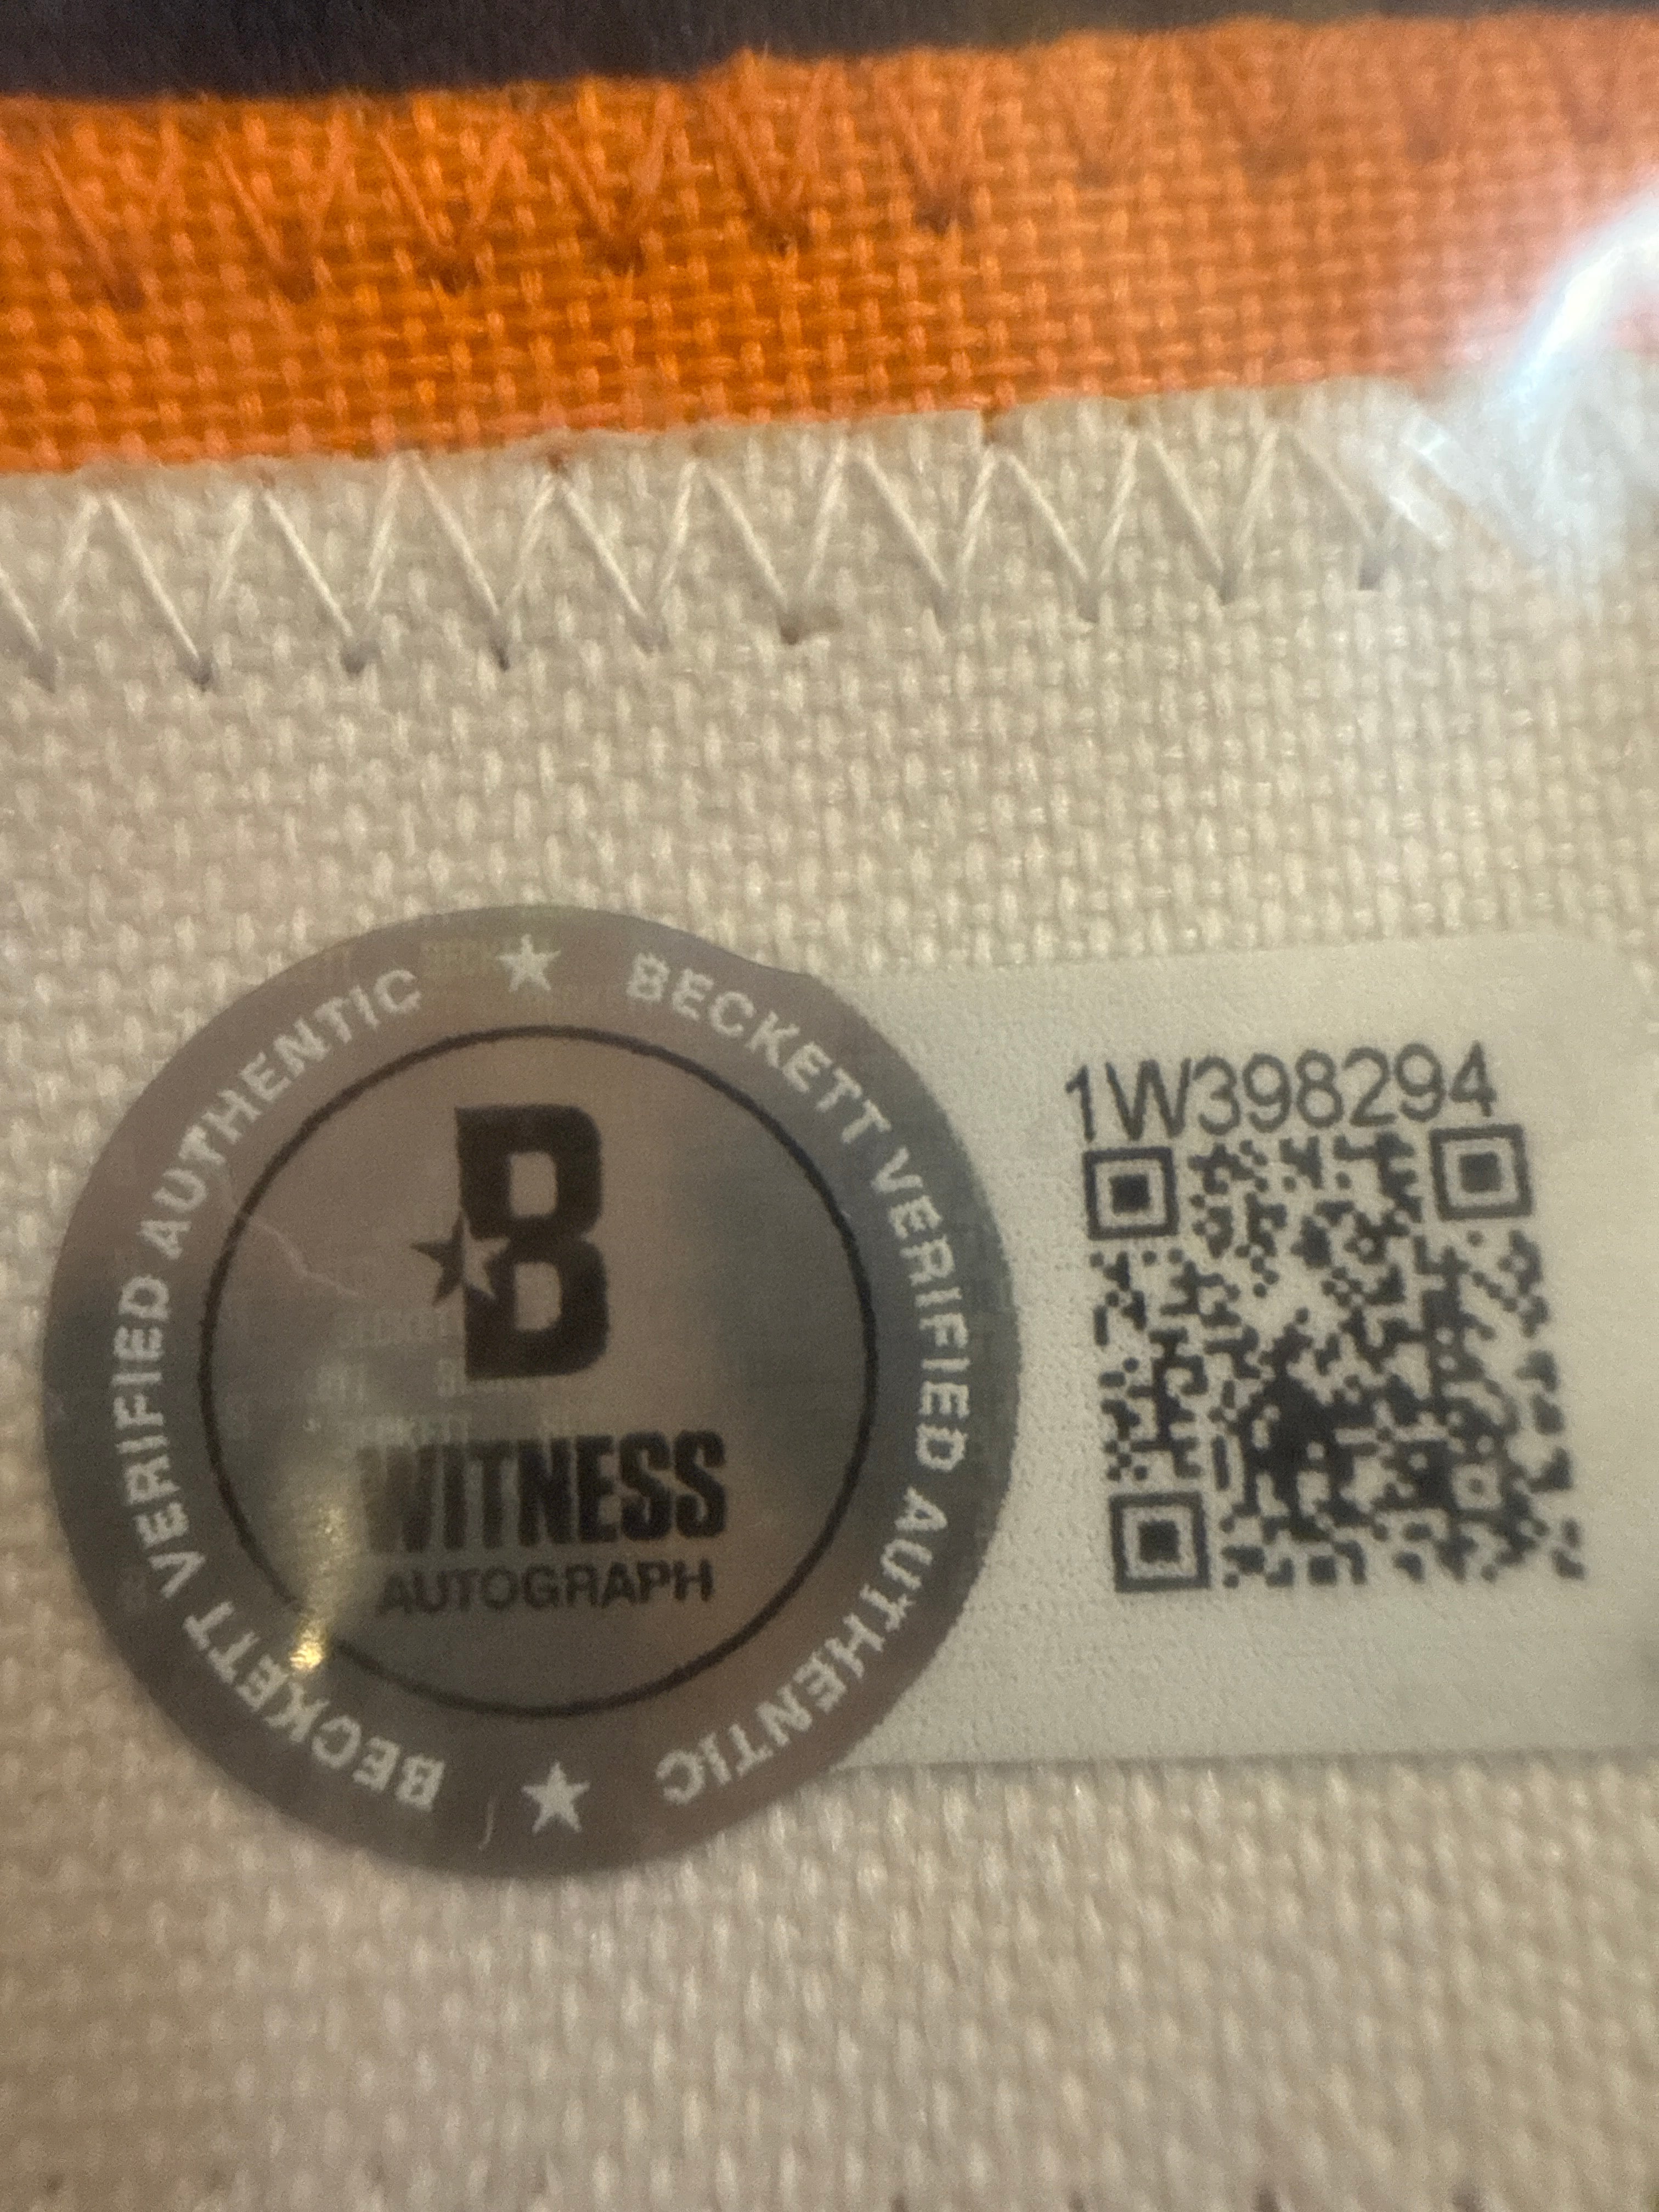 ★ BECKETT VERIFIED AUTHENTIC ★ BECKETT VERIFIED AUTHENTIC
B
WITNESS
AUTOGRAPH
1W398294